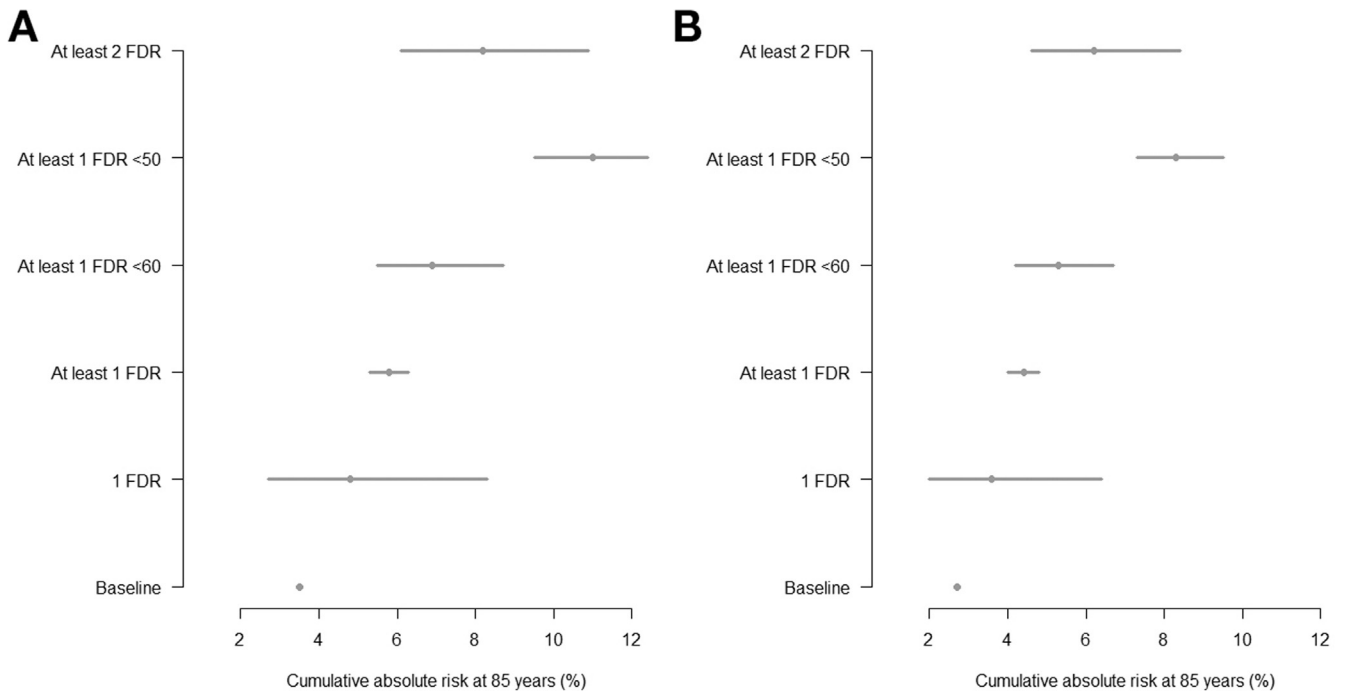 A
At least 2 FDR
At least 1 FDR <50
At least 1 FDR <60
At least 1 FDR
1 FDR
Baseline
2 4 6 8 10 12
Cumulative absolute risk at 85 years (%)
B
At least 2 FDR
At least 1 FDR <50
At least 1 FDR <60
At least 1 FDR
1 FDR
Baseline
2 4 6 8 10 12
Cumulative absolute risk at 85 years (%)